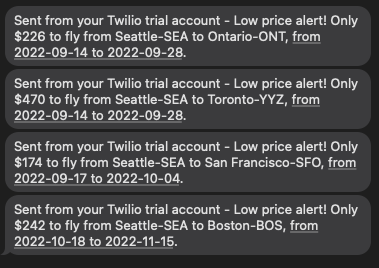 Sent from your Twilio trial account - Low price alert! Only
$226 to fly from Seattle-SEA to Ontario-ONT, from
2022-09-14 to 2022-09-28.
Sent from your Twilio trial account - Low price alert! Only
$470 to fly from Seattle-SEA to Toronto-YYZ, from
2022-09-14 to 2022-09-28.
Sent from your Twilio trial account - Low price alert! Only
$174 to fly from Seattle-SEA to San Francisco-SFO, from
2022-09-17 to 2022-10-04.
Sent from your Twilio trial account - Low price alert! Only
$242 to fly from Seattle-SEA to Boston-BOS, from
2022-10-18 to 2022-11-15.